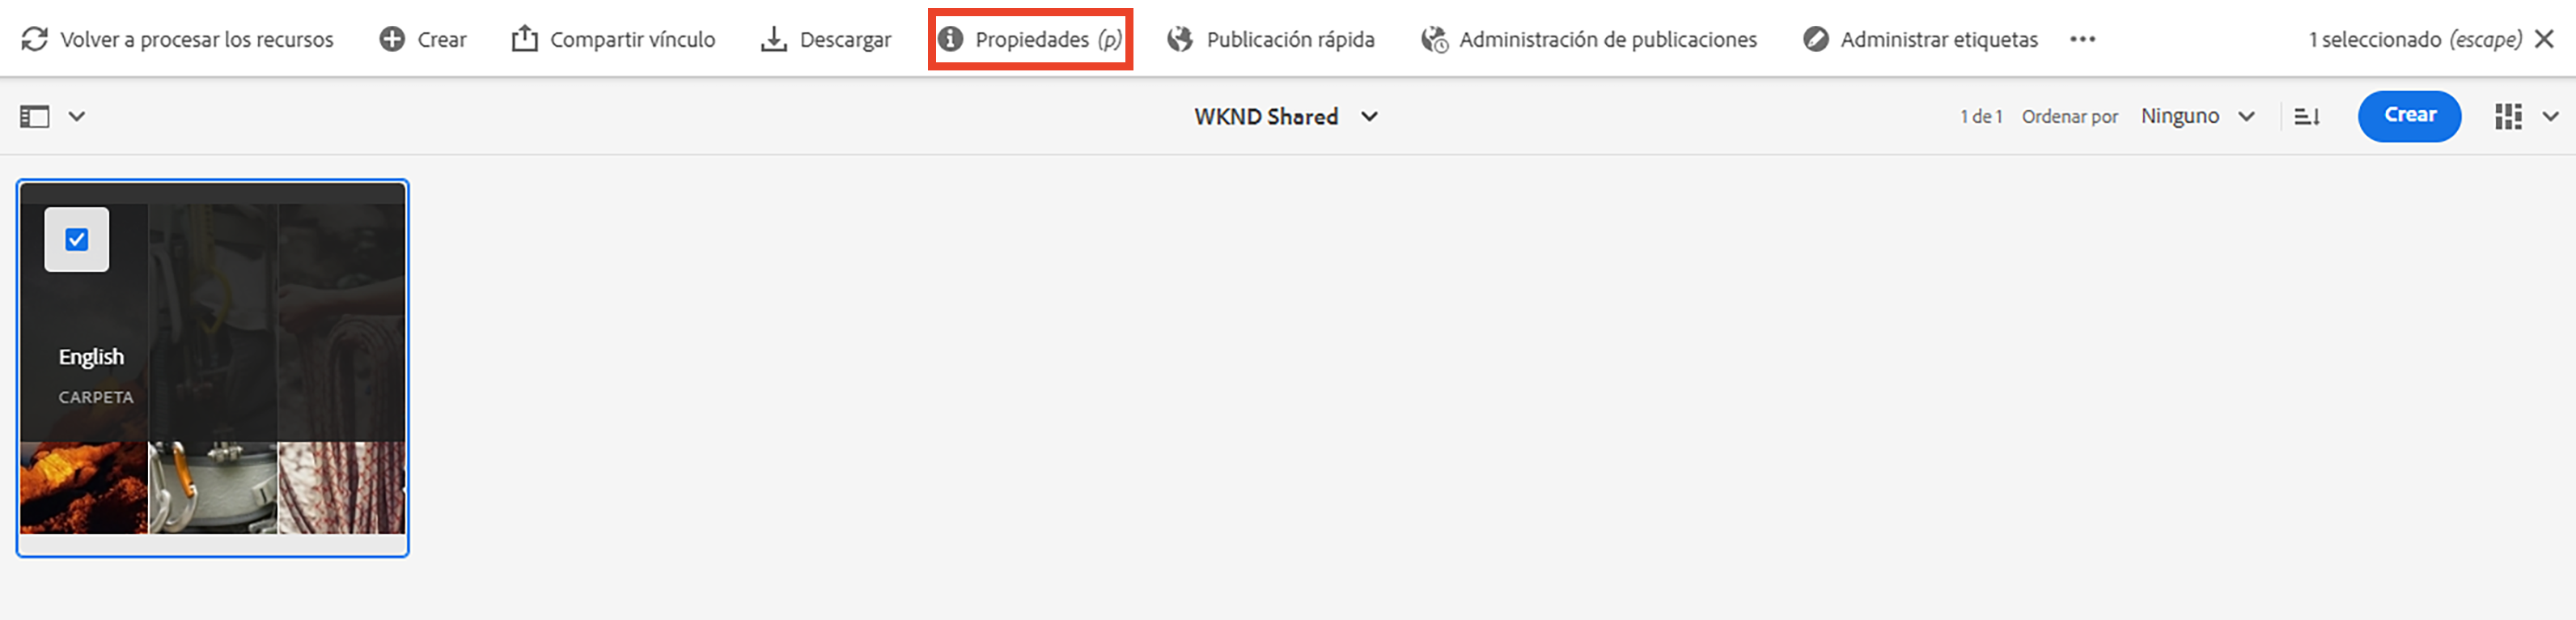 Volver a procesar los recursos Crear Compartir vínculo Descargar Propiedades (p) Publicación rápida Administración de publicaciones Administrar etiquetas ••• 1 seleccionado (escape)
WKND Shared 1 de 1 Ordenar por Ninguno Crear
English
CARPETA